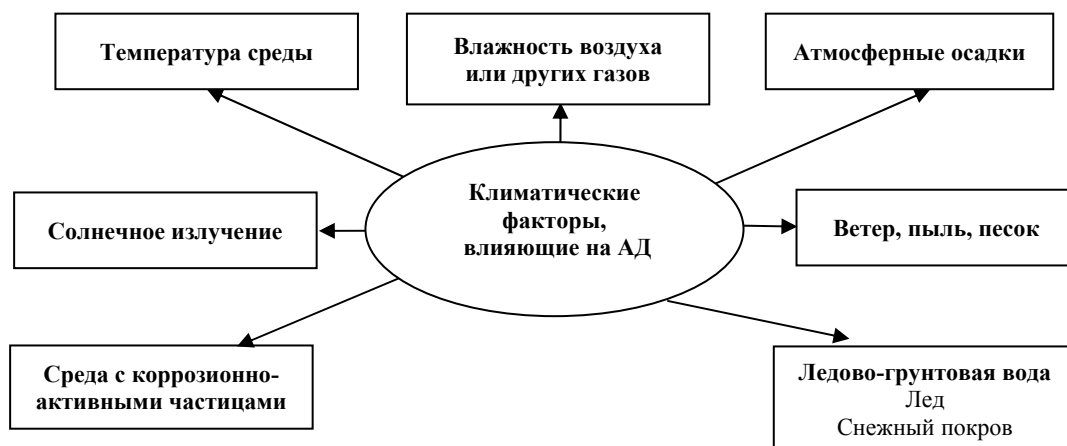 Температура среды
Влажность воздуха
или других газов
Атмосферные осадки
Климатические
факторы,
влияющие на АД
Солнечное излучение
Ветер, пыль, песок
Среда с коррозионно-
активными частицами
Ледово-грунтовая вода
Лед
Снежный покров